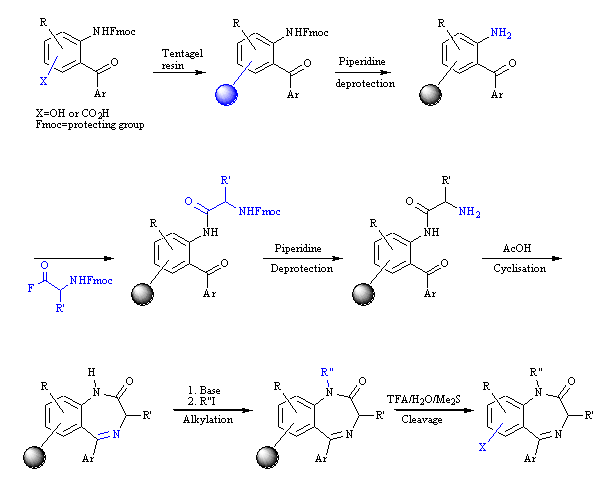 R
NHFmoc
X
O
Ar
X=OH or CO2H
Fmoc=protecting group
Tentagel
resin
R
NHFmoc
O
Ar
Piperidine
deprotection
R
NH2
O
Ar
O
F
NHFmoc
R'
R'
O
NHFmoc
R
NH
O
Ar
Piperidine
Deprotection
R'
O
NH2
R
NH
O
Ar
AcOH
Cyclisation
H
R
N
O
R'
N
Ar
1. Base
2. R"I
Alkylation
R"
R
N
O
R'
N
Ar
TFA/H2O/Me2S
Cleavage
R"
R
N
O
R'
N
X
Ar